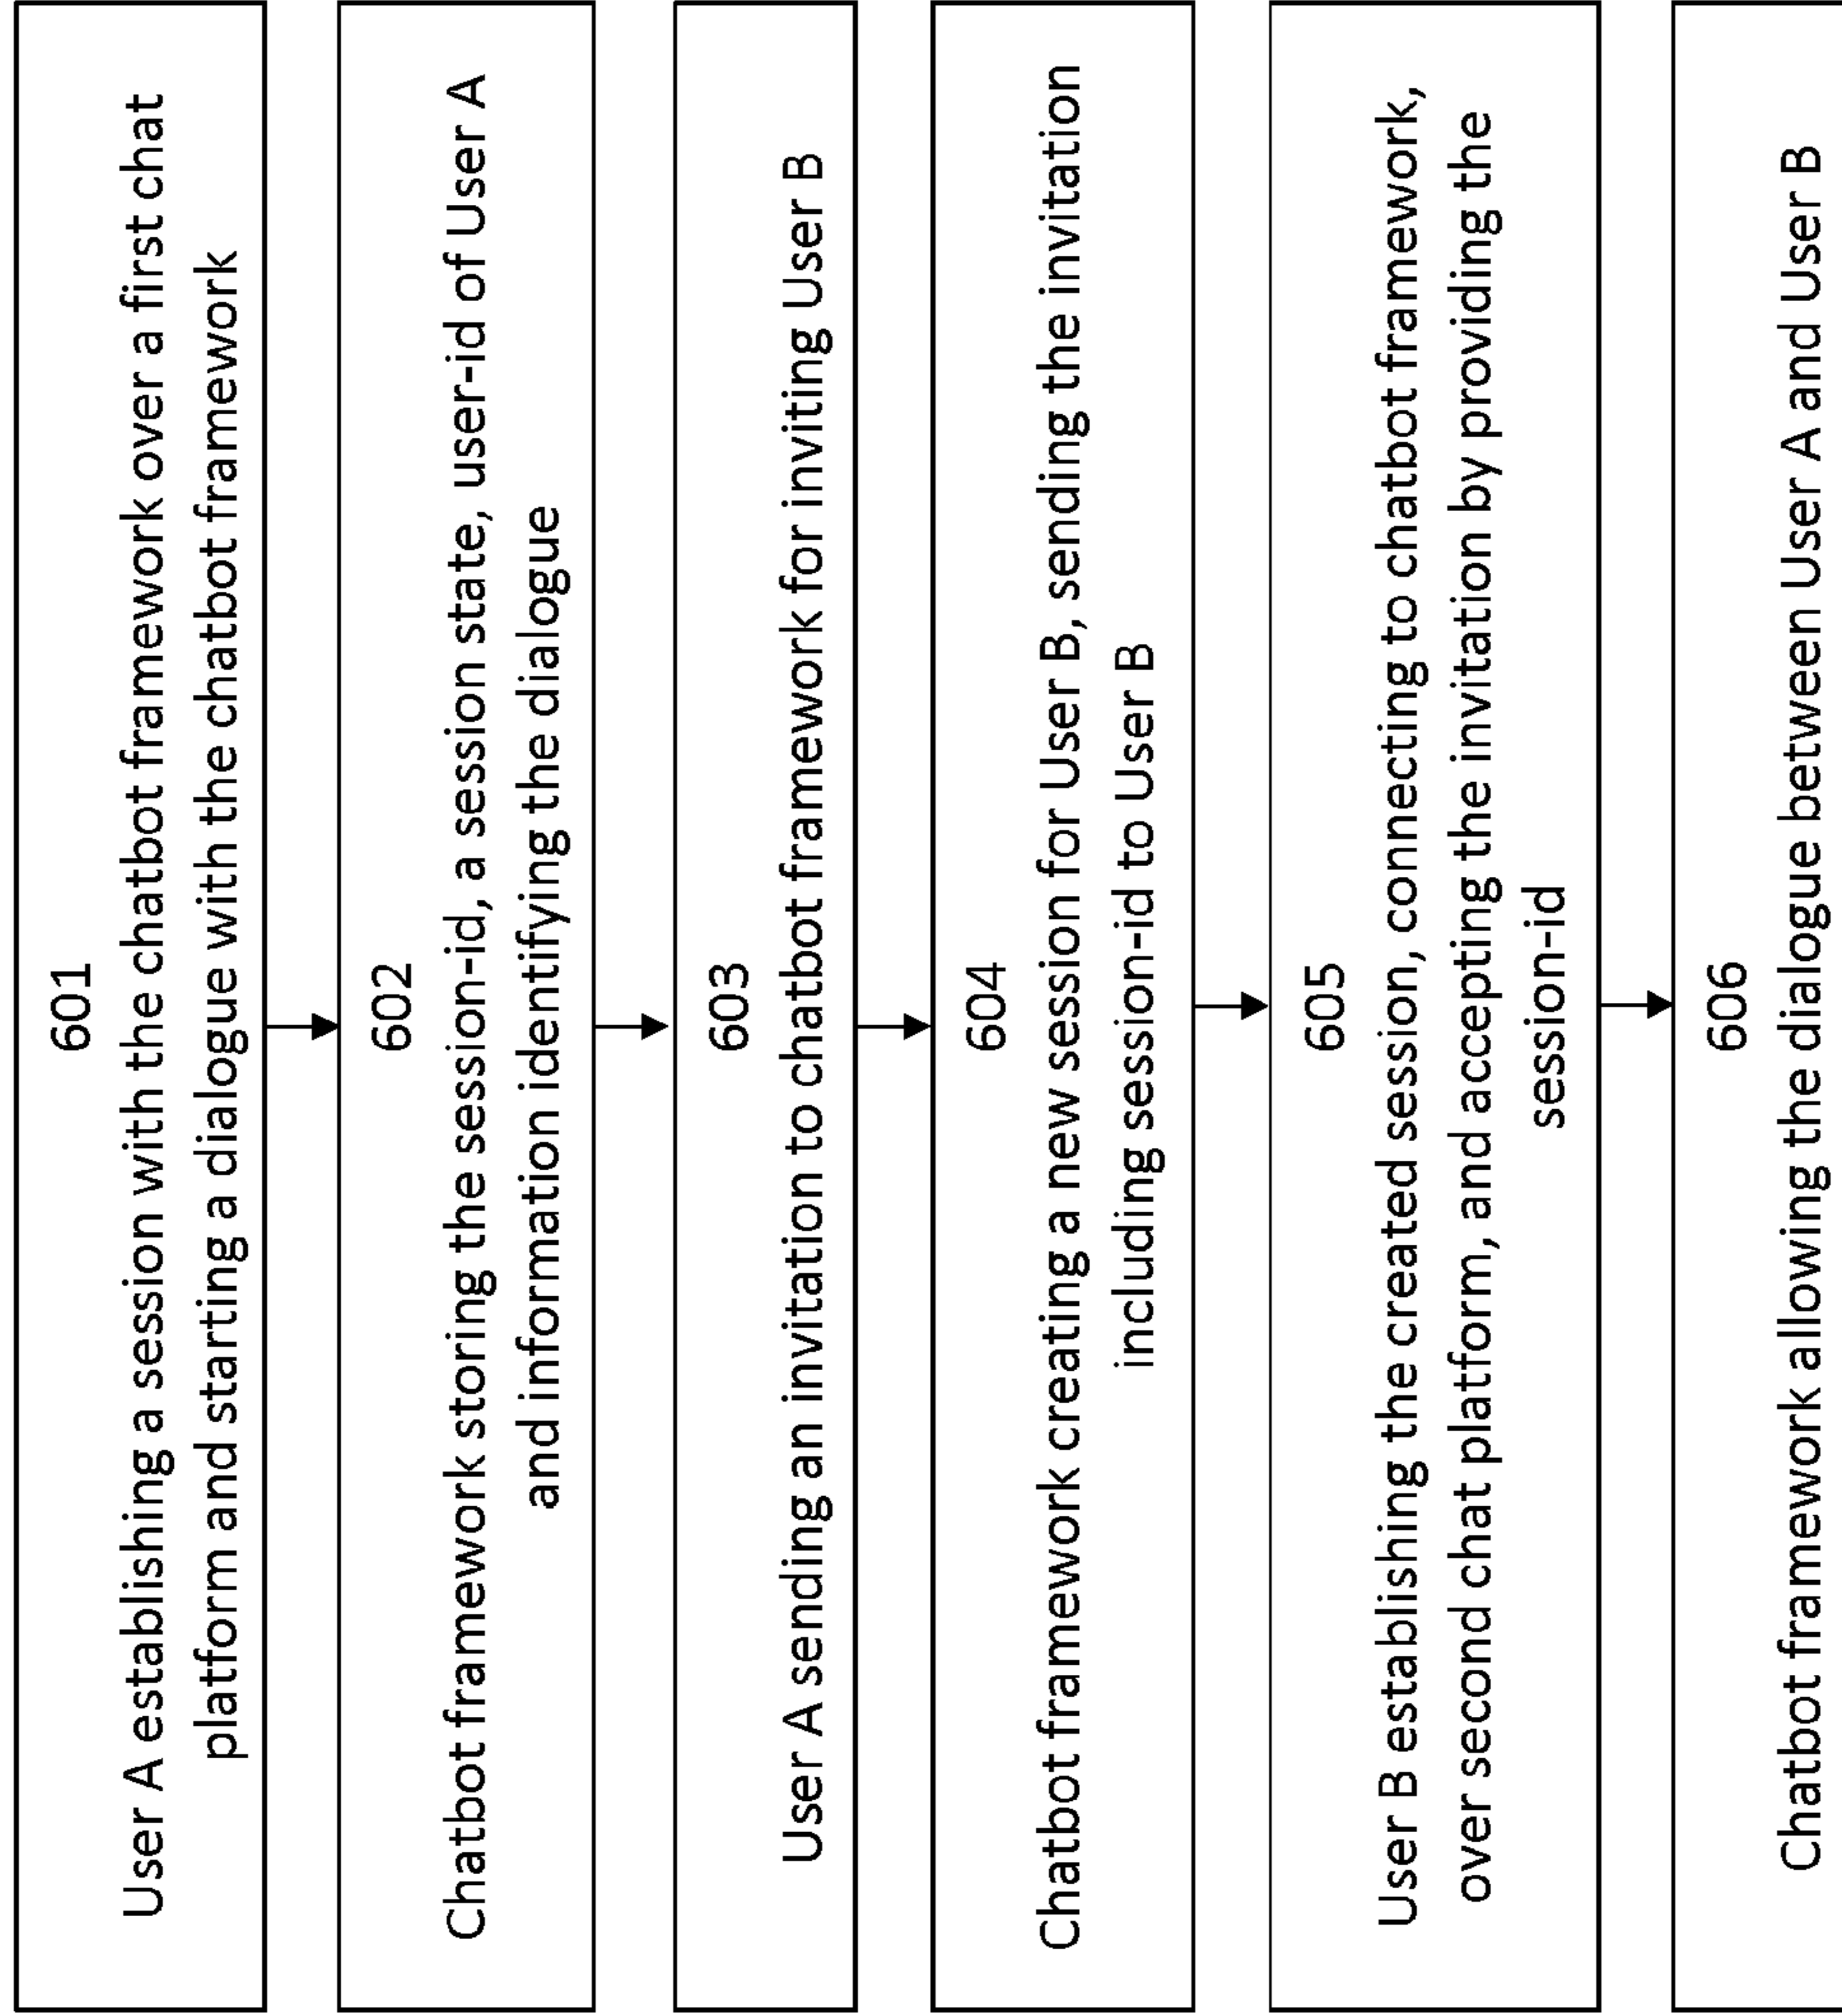 601
User A establishing a session with the chatbot framework over a first chat
platform and starting a dialogue with the chatbot framework
602
Chatbot framework storing the session-id, a session state, user-id of User A
and information identifying the dialogue
603
User A sending an invitation to chatbot framework for inviting User B
604
Chatbot framework creating a new session for User B, sending the invitation
including session-id to User B
605
User B establishing the created session, connecting to chatbot framework,
over second chat platform, and accepting the invitation by providing the
session-id
606
Chatbot framework allowing the dialogue between User A and User B